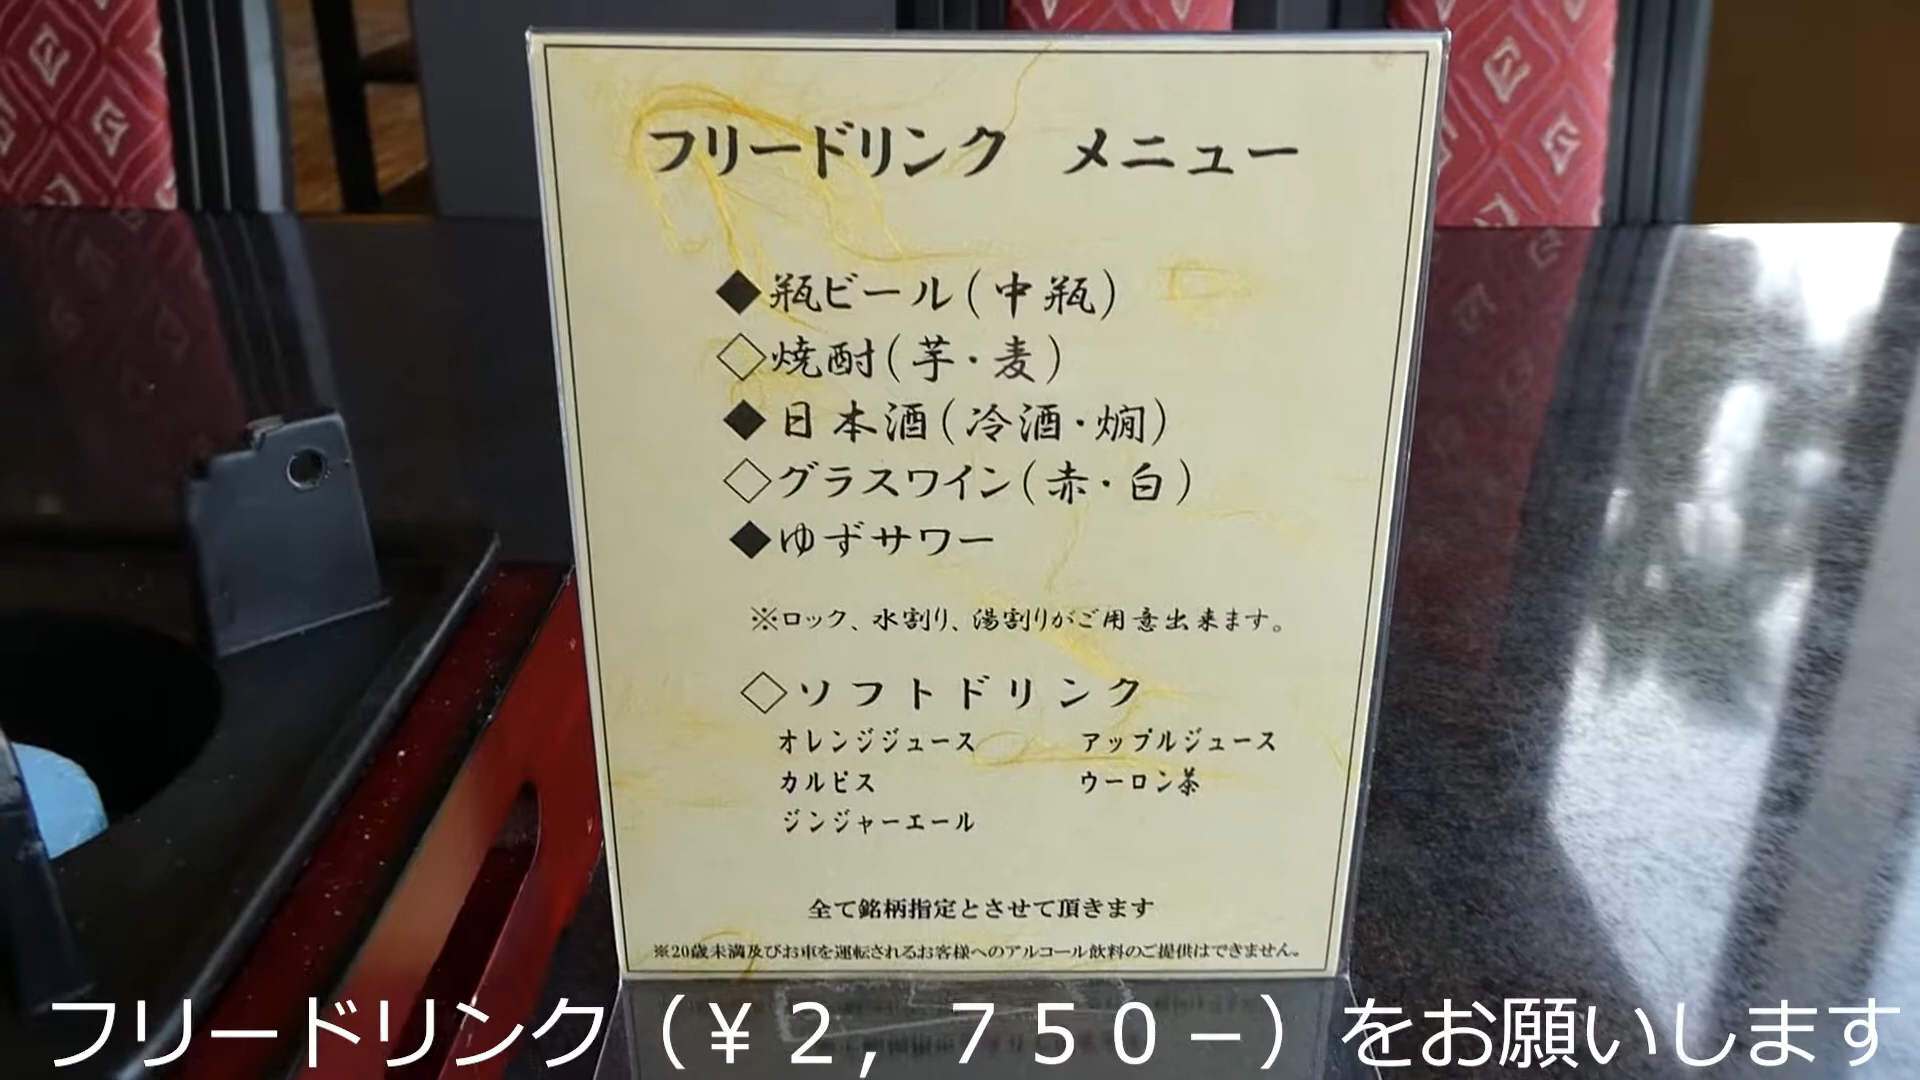 フリードリンク メニュー
◆瓶ビール(中瓶)
◇焼酎(芋・麦)
◆日本酒(冷酒・燗)
◇グラスワイン(赤・白)
◆ゆずサワー
※ロック、水割り、湯割りがご用意出来ます。
◇ソフトドリンク
オレンジジュース アップルジュース
カルピス ウーロン茶
ジンジャーエール
全て銘柄指定とさせて頂きます
※20歳未満及びお車を運転されるお客様へのアルコール飲料のご提供はできません。
フリードリンク（￥２，７５０－）をお願いします